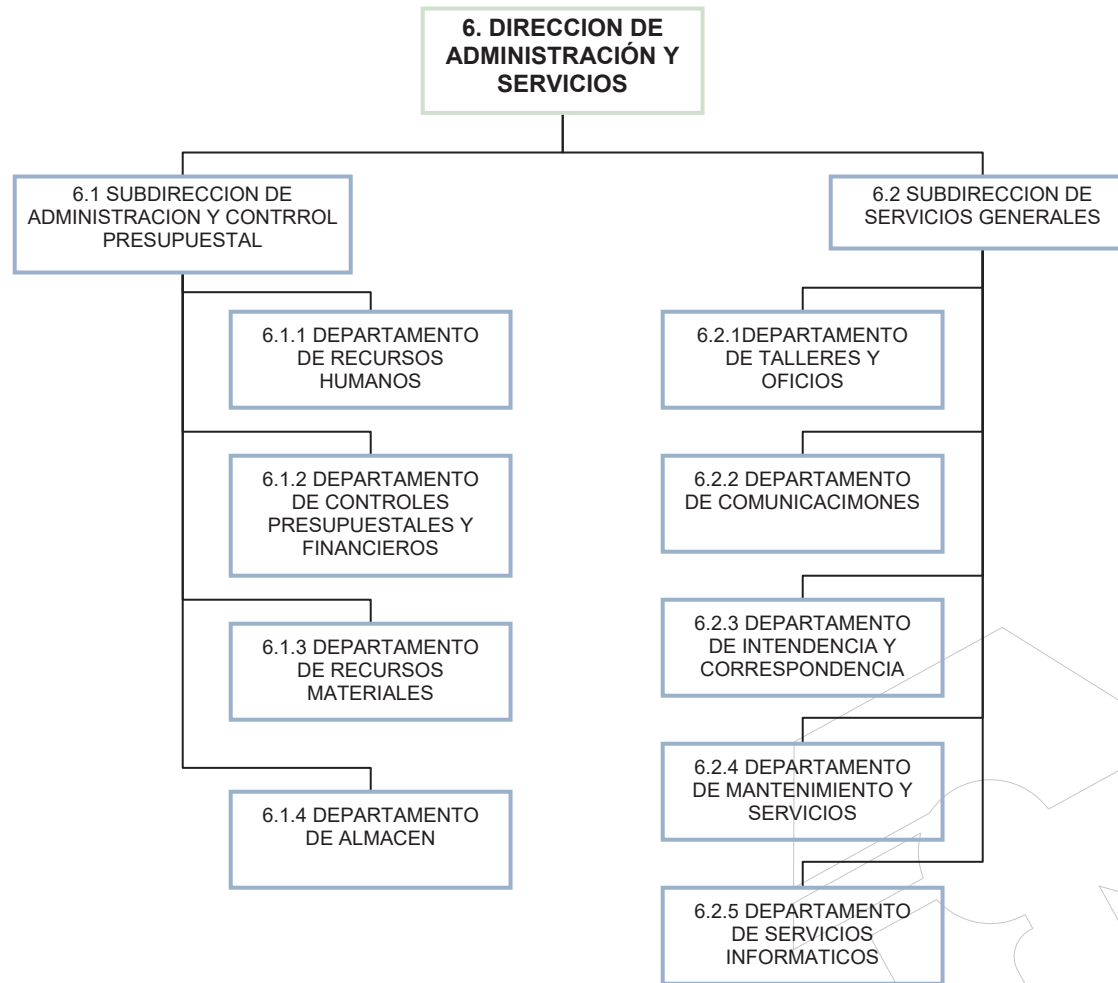 6. DIRECCION DE
ADMINISTRACIÓN Y
SERVICIOS
6.1 SUBDIRECCION DE
ADMINISTRACION Y CONTRROL
PRESUPUESTAL
6.2 SUBDIRECCION DE
SERVICIOS GENERALES
6.1.1 DEPARTAMENTO
DE RECURSOS
HUMANOS
6.1.2 DEPARTAMENTO
DE CONTROLES
PRESUPUESTALES Y
FINANCIEROS
6.1.3 DEPARTAMENTO
DE RECURSOS
MATERIALES
6.1.4 DEPARTAMENTO
DE ALMACEN
6.2.1DEPARTAMENTO
DE TALLERES Y
OFICIOS
6.2.2 DEPARTAMENTO
DE COMUNICACIMONES
6.2.3 DEPARTAMENTO
DE INTENDENCIA Y
CORRESPONDENCIA
6.2.4 DEPARTAMENTO
DE MANTENIMIENTO Y
SERVICIOS
6.2.5 DEPARTAMENTO
DE SERVICIOS
INFORMATICOS